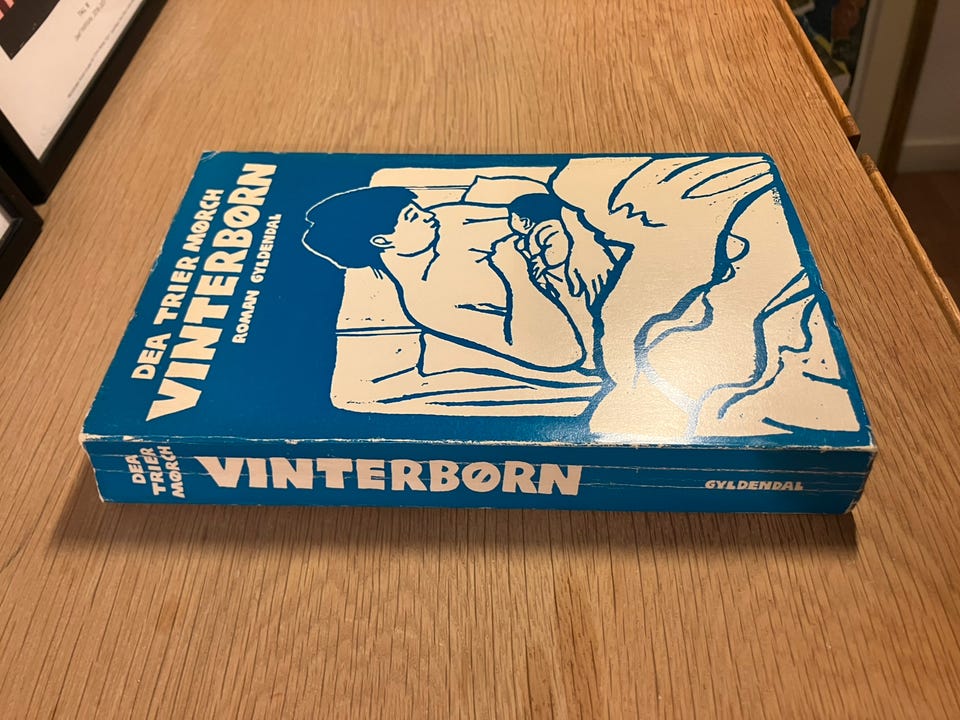 DEA TRIER MØRCH
VINTERBØRN
ROMAN GYLDENDAL
DEA
TRIER
MØRCH
VINTERBØRN
GYLDENDAL